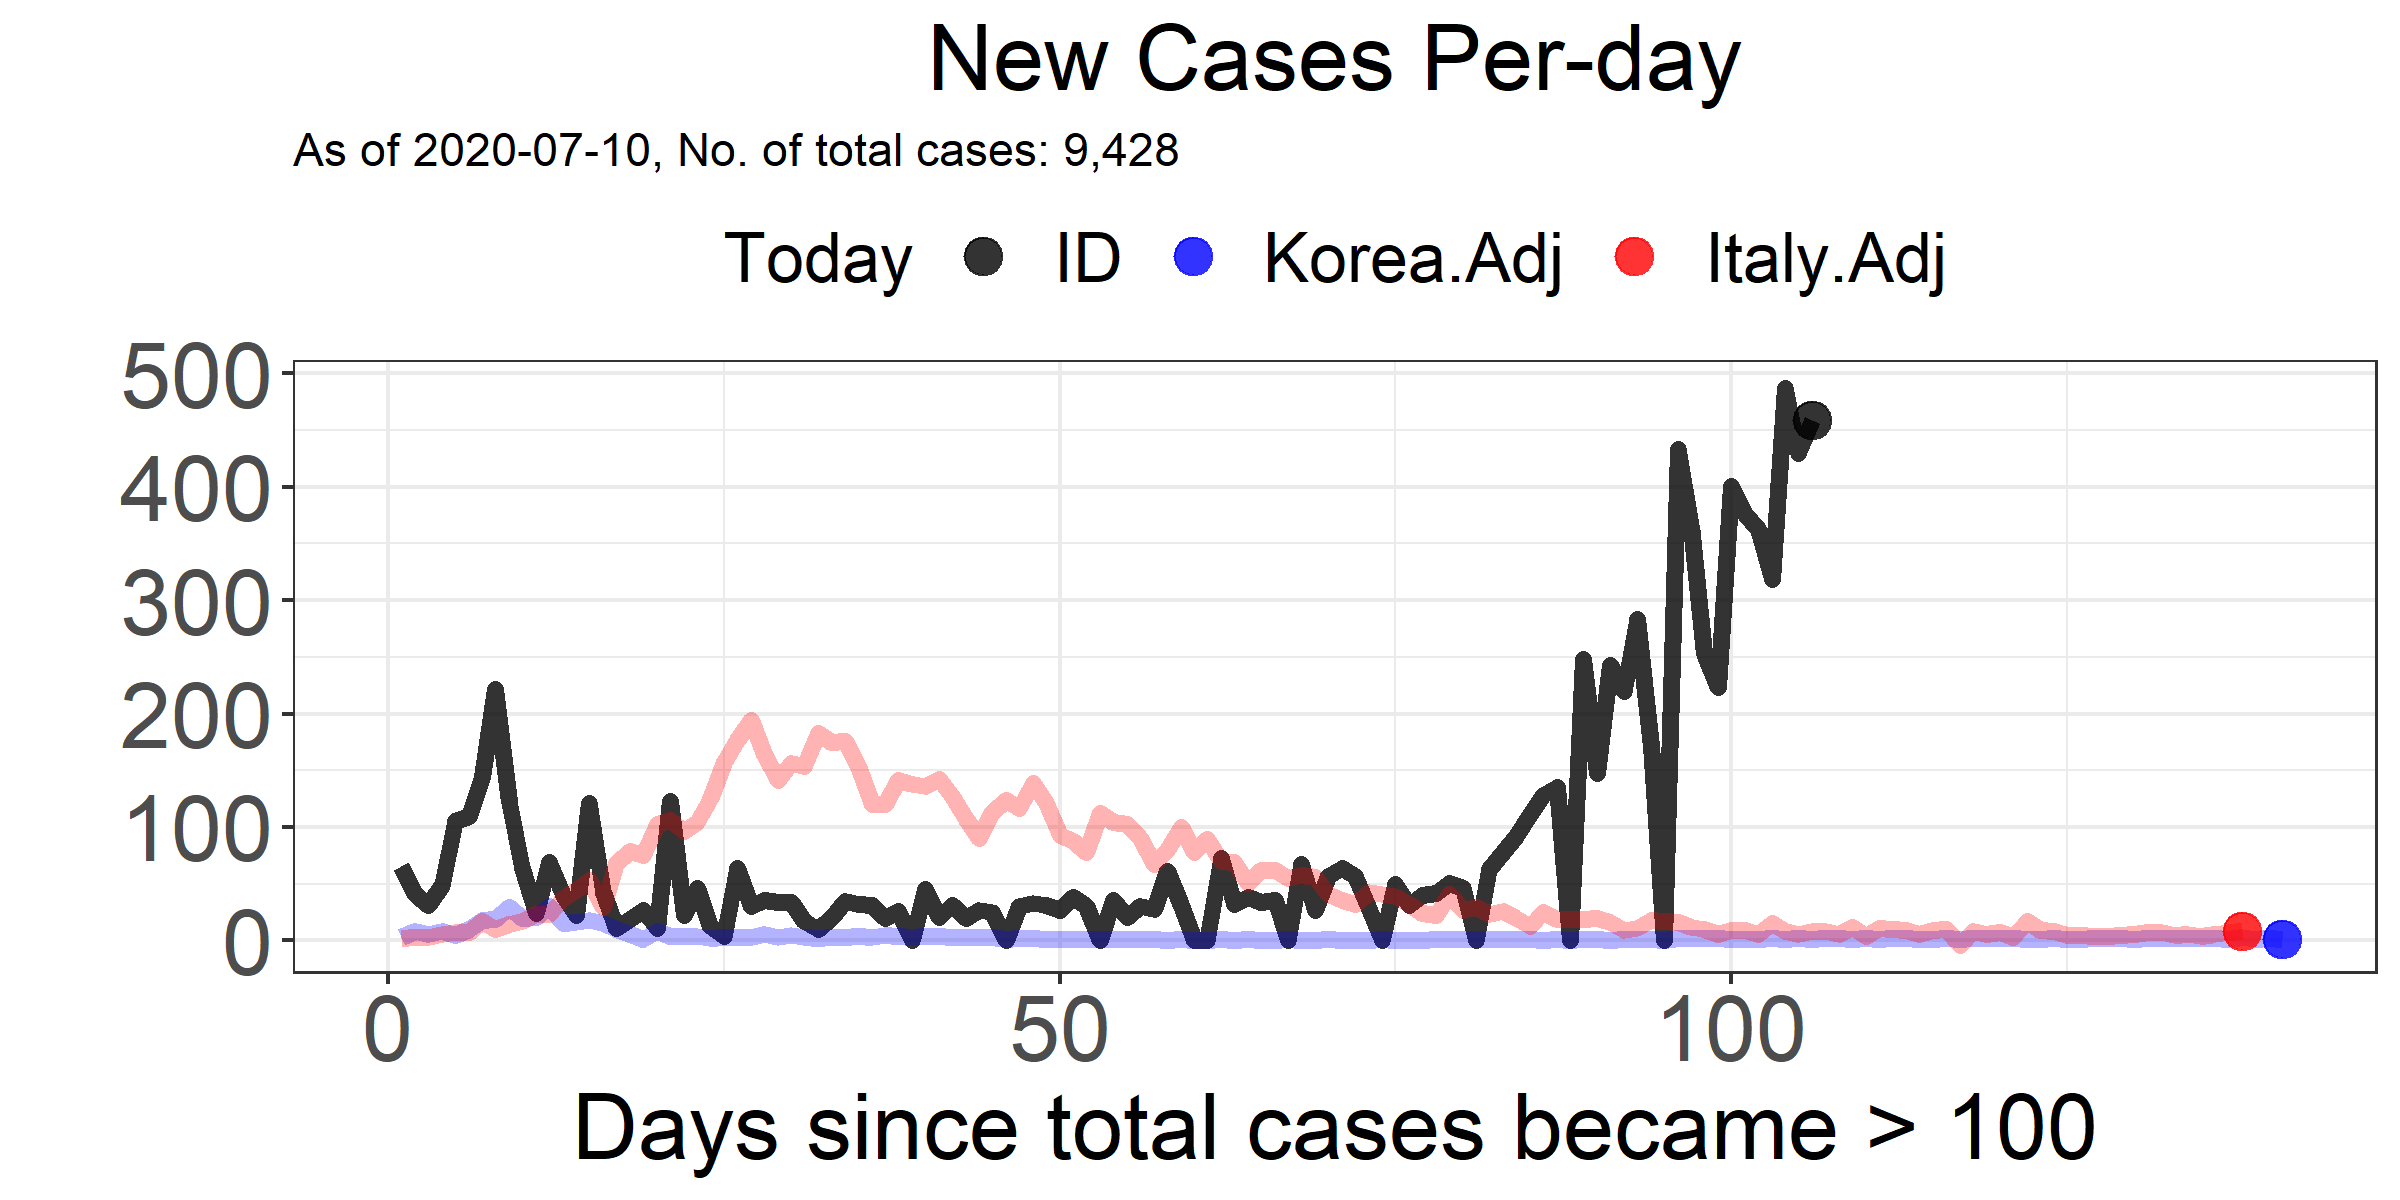 New Cases Per-day
As of 2020-07-10, No. of total cases: 9,428
Today ID Korea.Adj Italy.Adj
500
400
300
200
100
0
0 50 100
Days since total cases became > 100